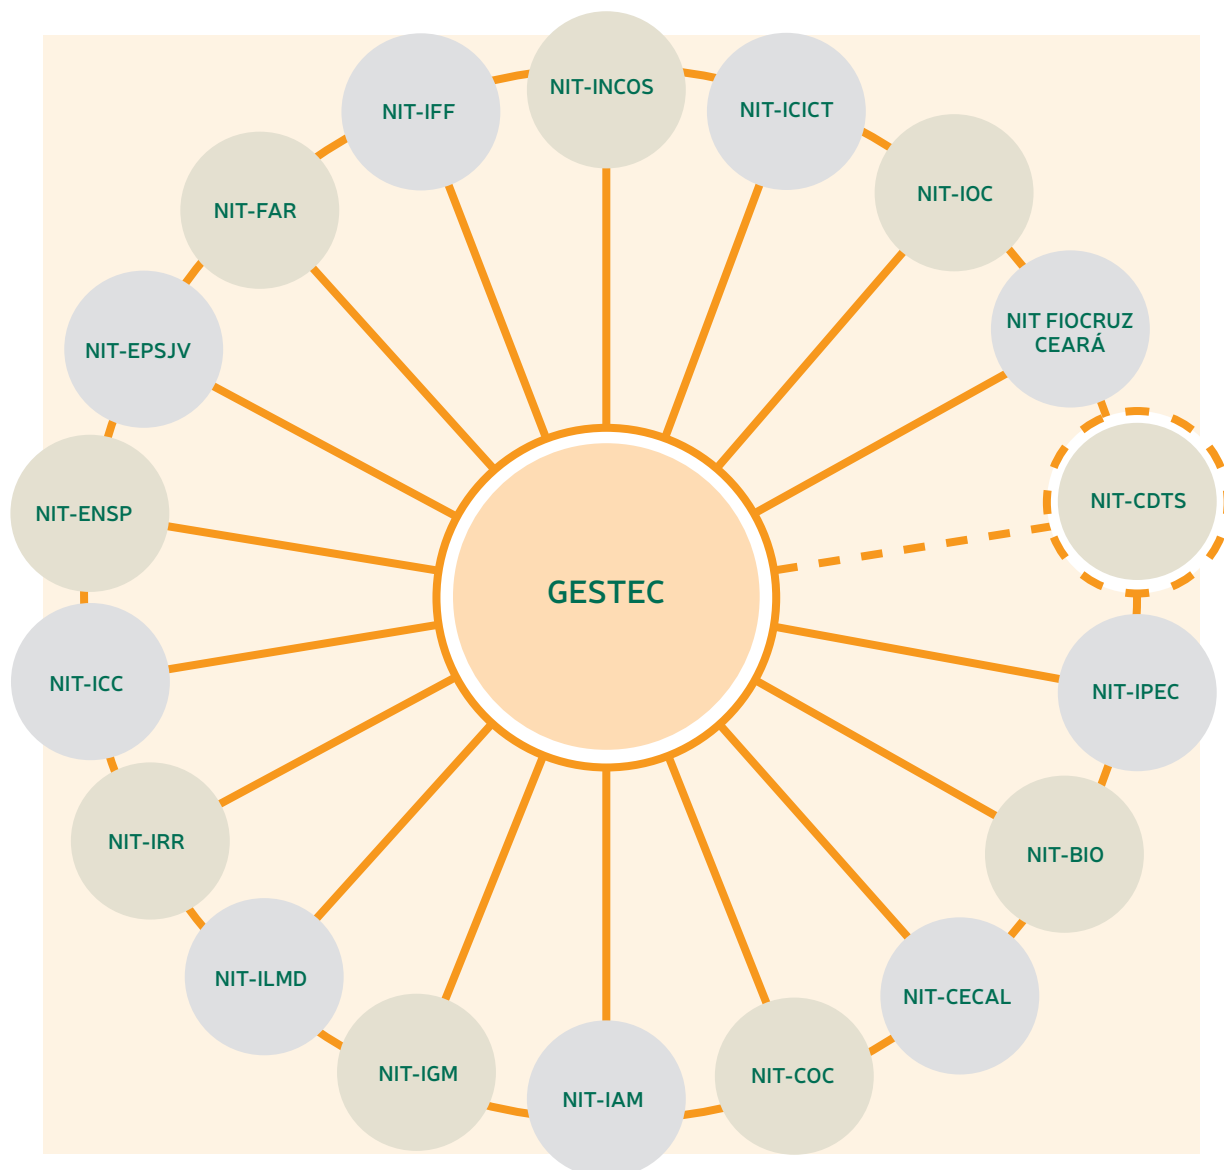 NIT-INCOS
NIT-ICICT
NIT-IOC
NIT FIOCRUZ
CEARÁ
NIT-CDTS
NIT-IPEC
NIT-BIO
NIT-CECAL
NIT-COC
NIT-IAM
NIT-IGM
NIT-ILMD
NIT-IRR
NIT-ICC
NIT-ENSP
NIT-EPSJV
NIT-FAR
NIT-IFF
GESTEC